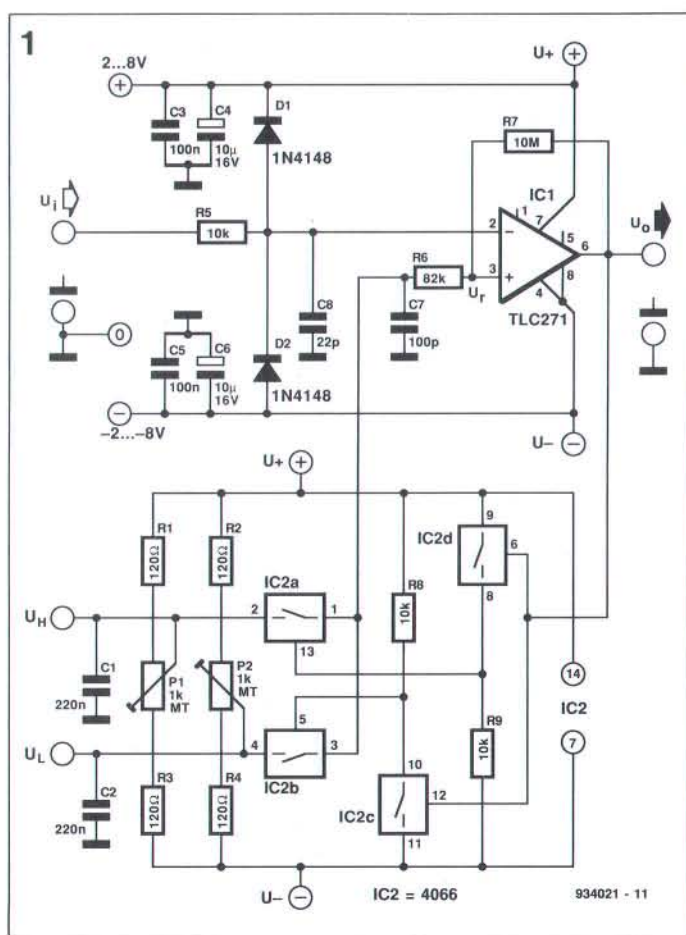 1
2...8V
U+
C3
100n
C4
10µ
16V
D1
1N4148
R7
10M
IC1
Ui
R5
10k
2
3
1
7
5
6
8
4
Uo
R6
82k
Ur
TLC271
C8
22p
C7
100p
0
C5
100n
C6
10µ
16V
D2
1N4148
-2...-8V
U-
U+
R1
120Ω
R2
120Ω
IC2a
2
1
13
R8
10k
IC2d
9
6
8
UH
C1
220n
P1
1k
MT
P2
1k
MT
UL
C2
220n
5
4
3
IC2b
R3
120Ω
R4
120Ω
10
12
11
IC2c
R9
10k
14
IC2
7
U-
IC2 = 4066
934021 - 11